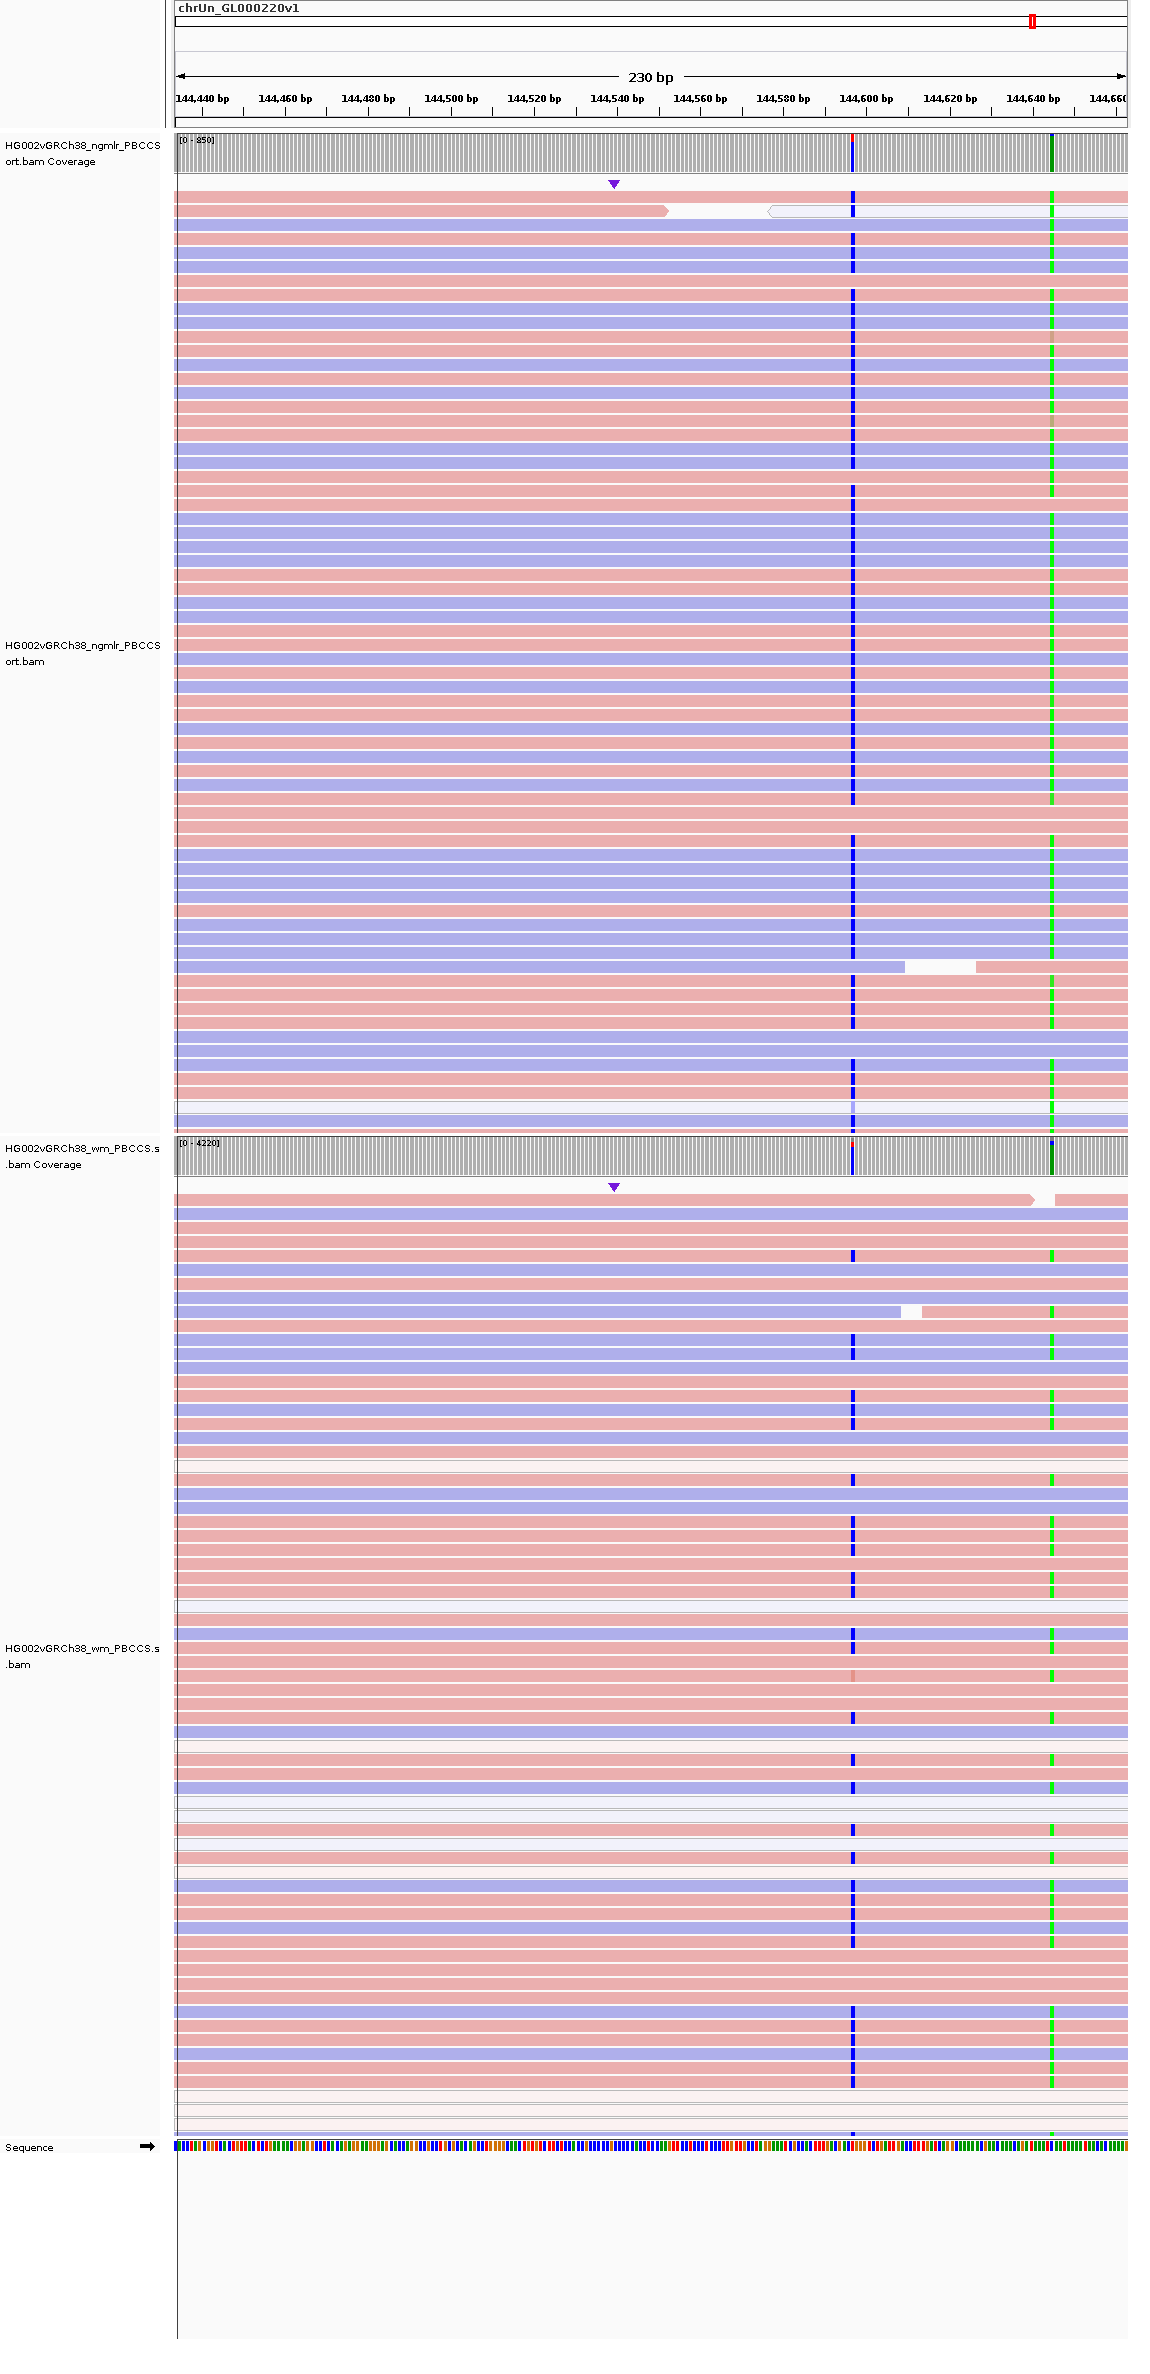 chrUn_GL000220v1
230 bp
144,440 bp 144,460 bp 144,480 bp 144,500 bp 144,520 bp 144,540 bp 144,560 bp 144,580 bp 144,600 bp 144,620 bp 144,640 bp 144,660
HG002vGRCh38_ngmlr_PBCCS
ort.bam Coverage
[0 - 850]
HG002vGRCh38_ngmlr_PBCCS
ort.bam
HG002vGRCh38_wm_PBCCS.s
.bam Coverage
[0 - 4220]
HG002vGRCh38_wm_PBCCS.s
.bam
Sequence